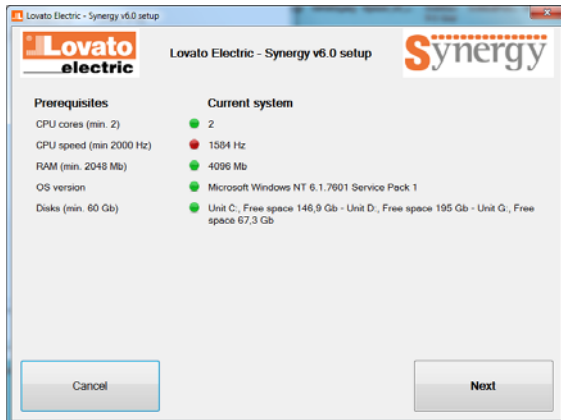 Lovato Electric - Synergy v6.0 setup
Lovato
electric
Lovato Electric - Synergy v6.0 setup
Synergy
Prerequisites
Current system
CPU cores (min. 2)
2
CPU speed (min 2000 Hz)
1584 Hz
RAM (min. 2048 Mb)
4096 Mb
OS version
Microsoft Windows NT 6.1.7601 Service Pack 1
Disks (min. 60 Gb)
Unit C:, Free space 146,9 Gb - Unit D:, Free space 195 Gb - Unit G:, Free
space 67,3 Gb
Cancel
Next